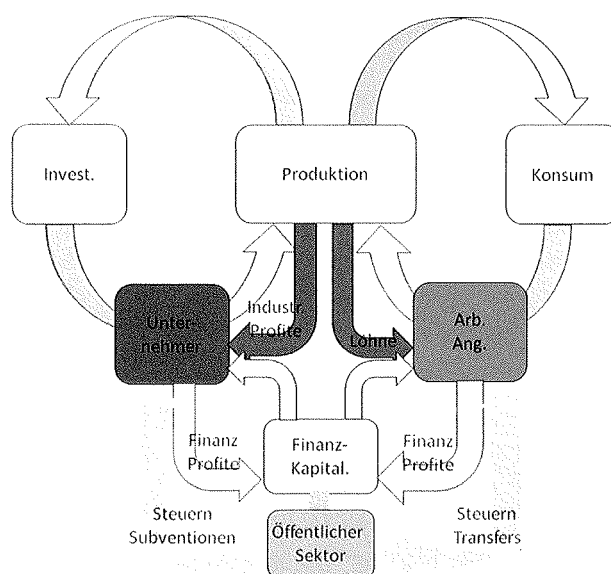 Invest.
Produktion
Konsum
Unter-
nehmer
Industr.
Profite
Löhne
Arb.
Ang.
Finanz
Profite
Finanz-
Kapital.
Finanz
Profite
Steuern
Subventionen
Öffentlicher
Sektor
Steuern
Transfers